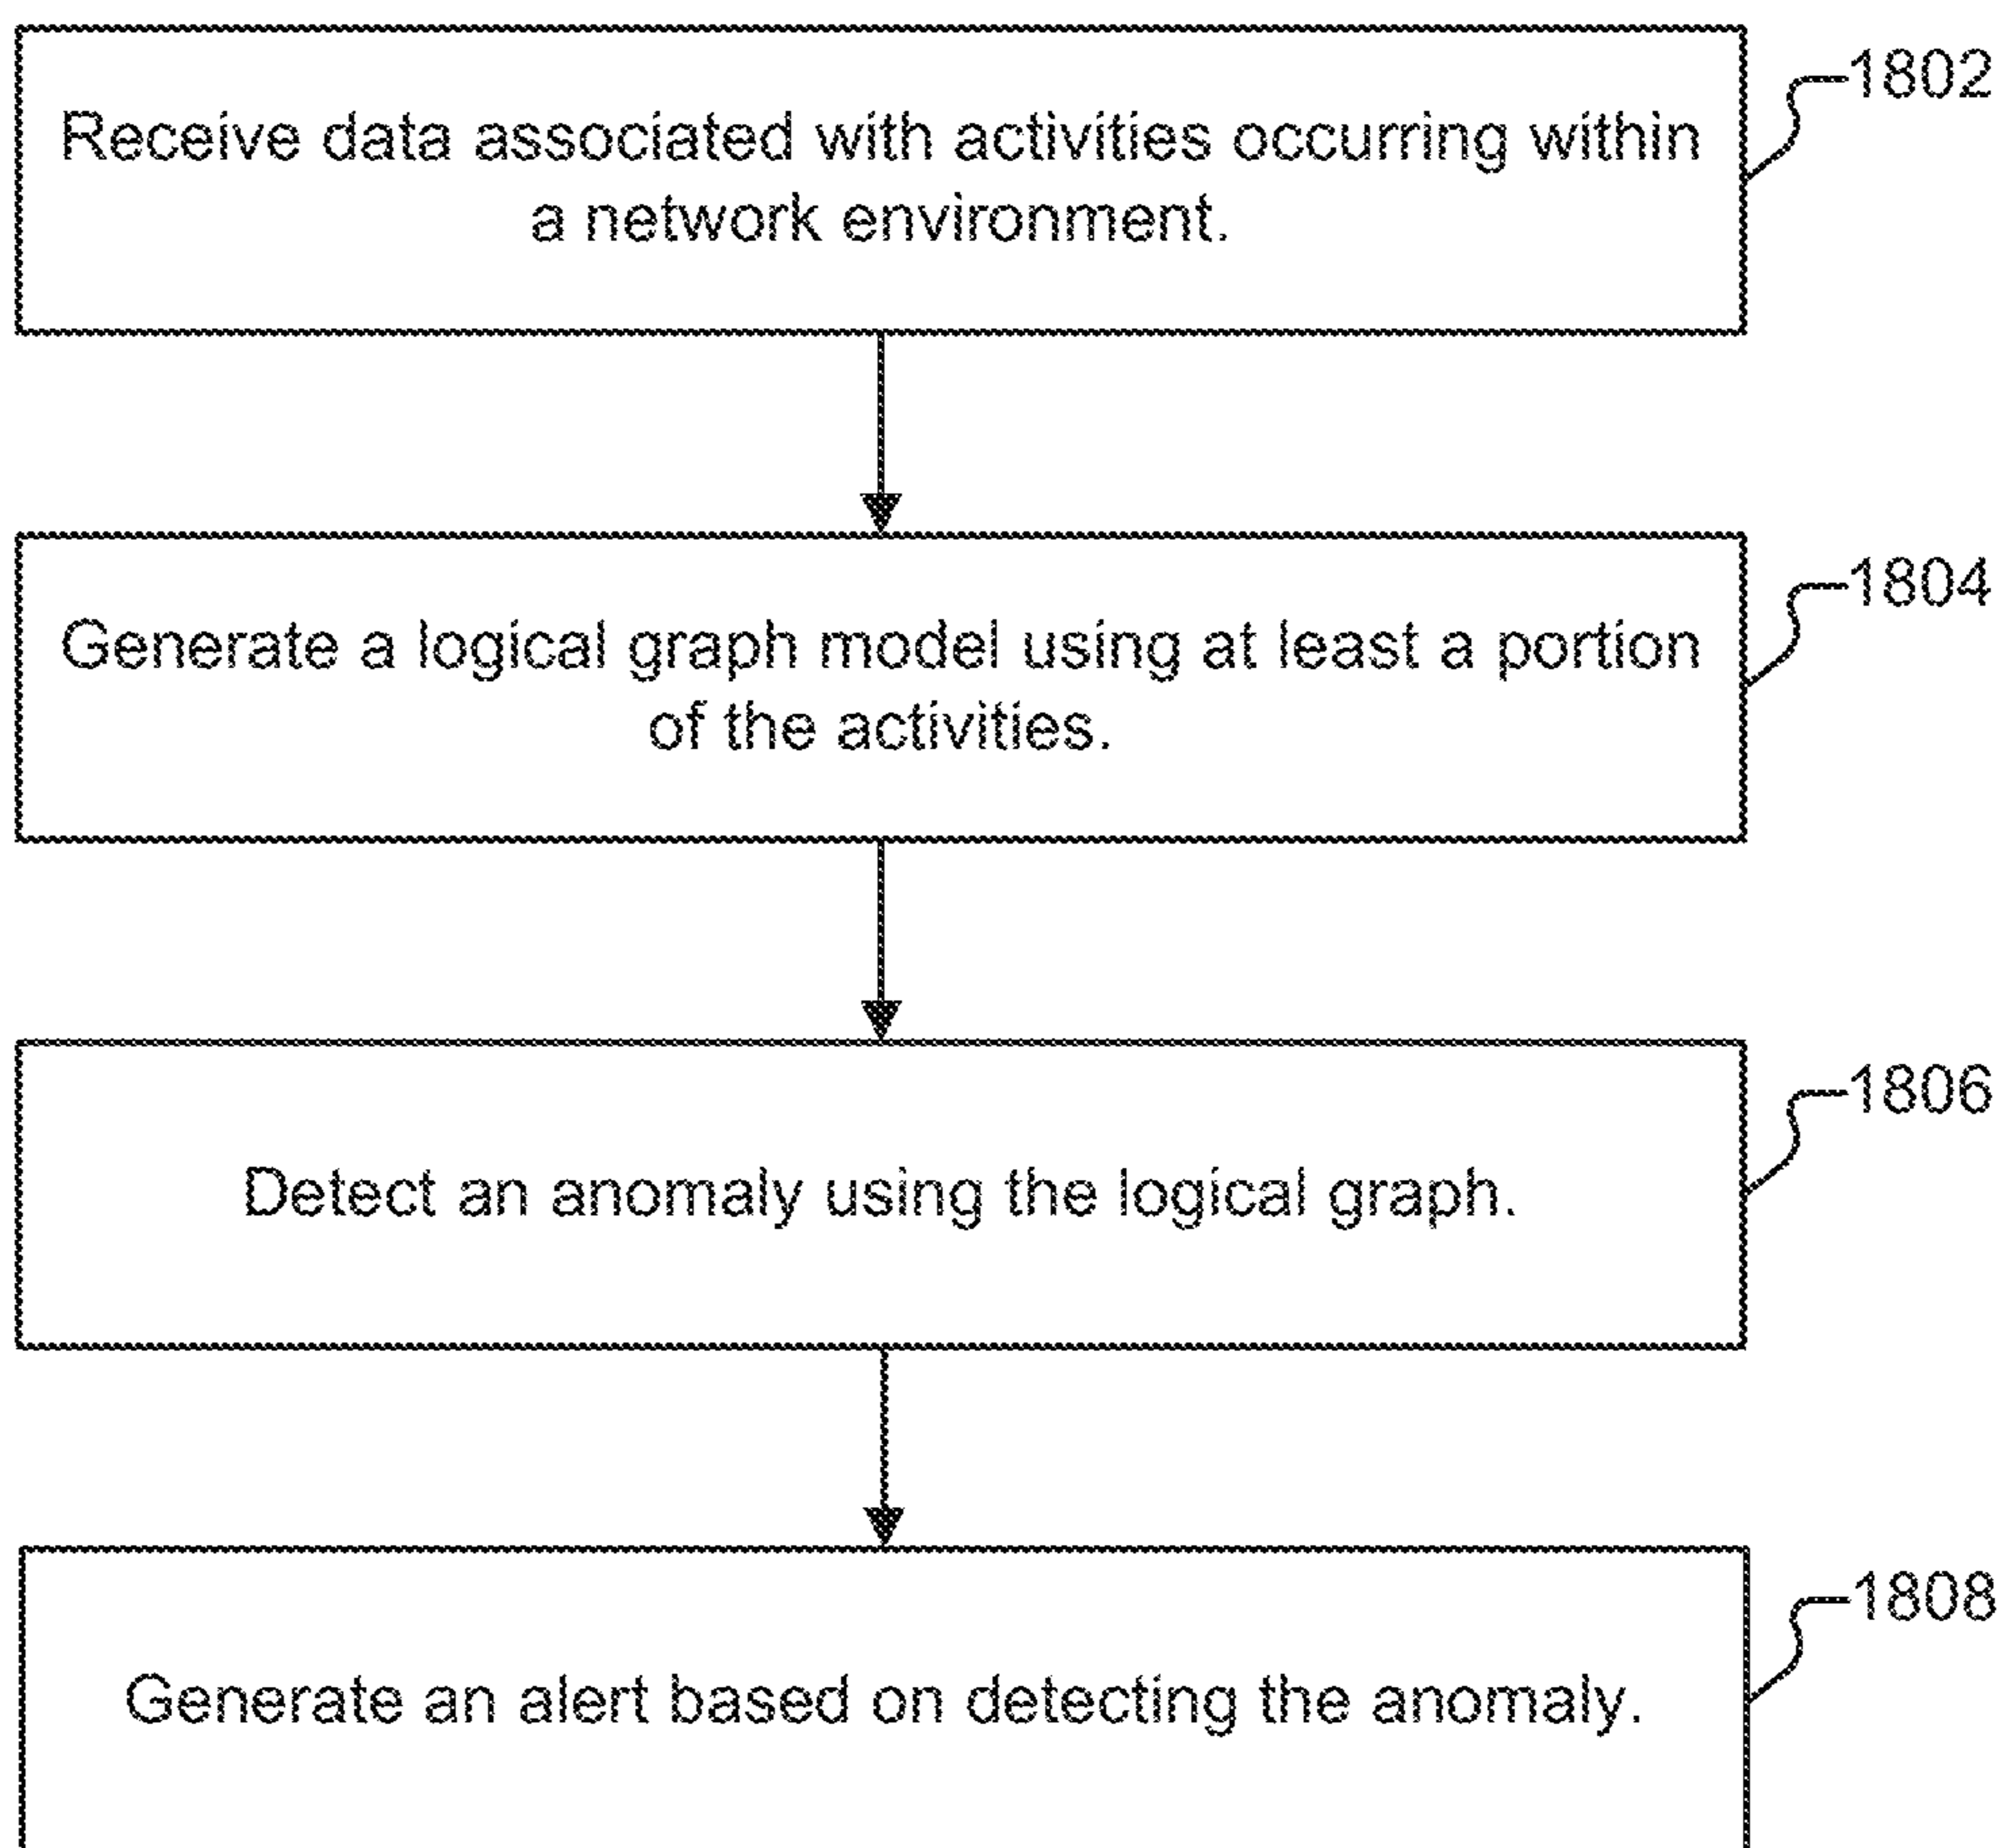 1802
Receive data associated with activities occurring within
a network environment.
1804
Generate a logical graph model using at least a portion
of the activities.
1806
Detect an anomaly using the logical graph.
1808
Generate an alert based on detecting the anomaly.